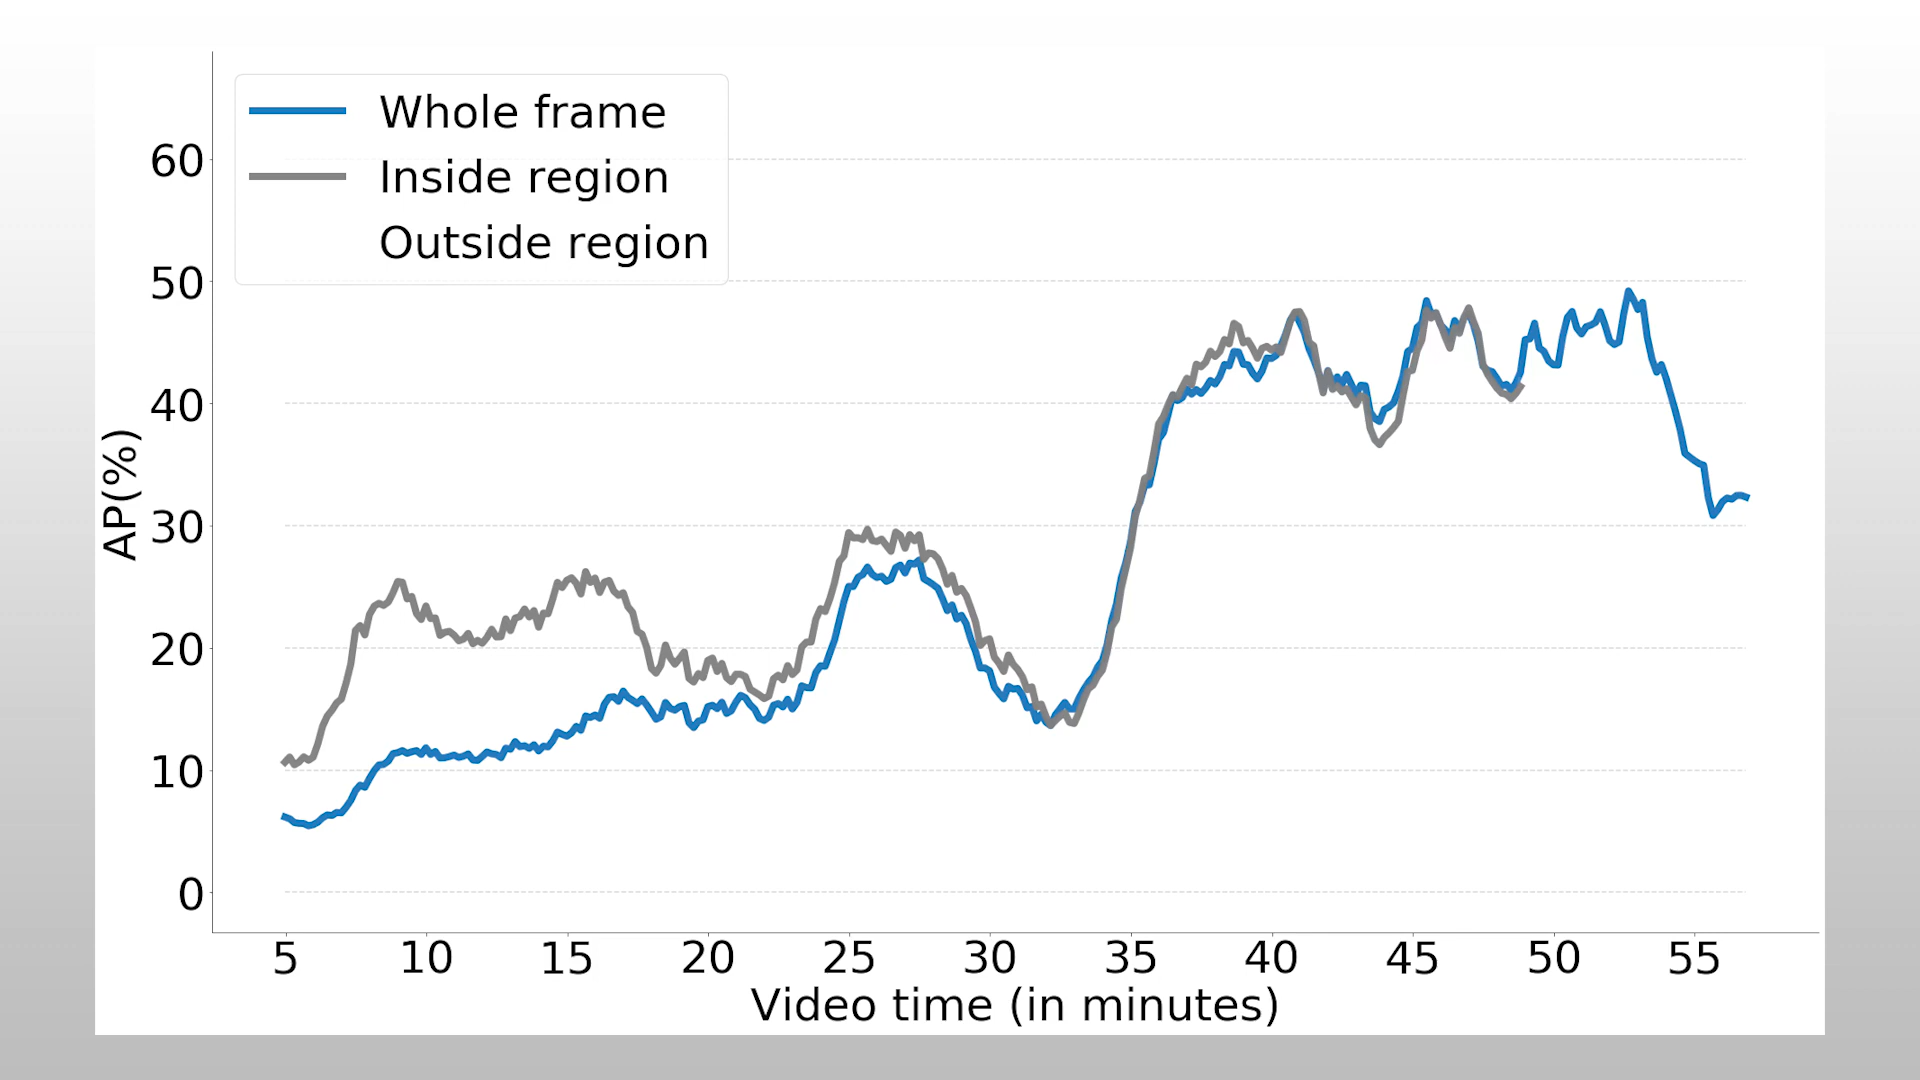 Whole frame
Inside region
Outside region
60
50
40
30
20
10
0
AP(%)
5 10 15 20 25 30 35 40 45 50 55
Video time (in minutes)